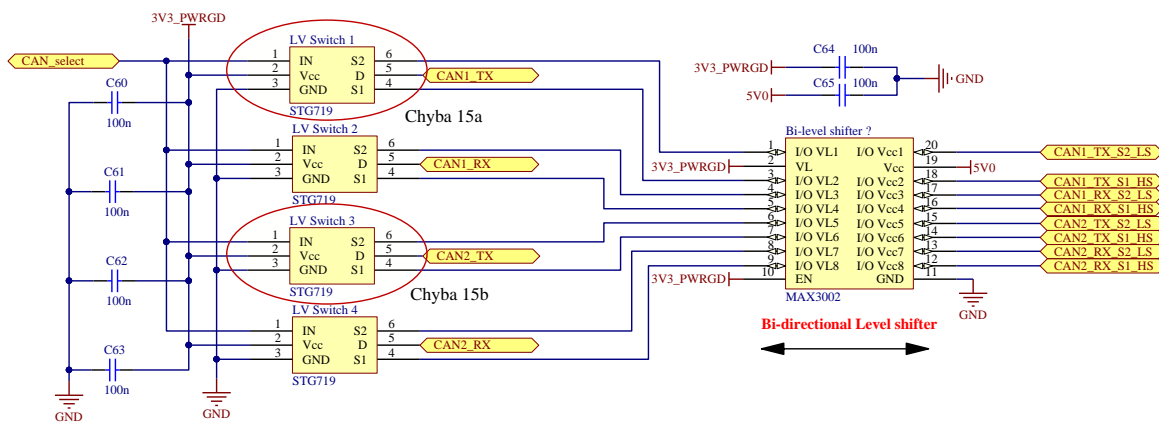 3V3_PWRGD
CAN_select
LV Switch 1
1 IN S2 6
2 Vcc D 5 CAN1_TX
3 GND S1 4
STG719
Chyba 15a
C60
100n
LV Switch 2
1 IN S2 6
2 Vcc D 5 CAN1_RX
3 GND S1 4
STG719
C61
100n
LV Switch 3
1 IN S2 6
2 Vcc D 5 CAN2_TX
3 GND S1 4
STG719
Chyba 15b
C62
100n
LV Switch 4
1 IN S2 6
2 Vcc D 5 CAN2_RX
3 GND S1 4
STG719
C63
100n
GND
GND
C64 100n
3V3_PWRGD
GND
C65 100n
5V0
Bi-level shifter ?
1 I/O VL1 I/O Vcc1 20 CAN1_TX_S2_LS
3V3_PWRGD 2 VL Vcc 19 5V0
3 I/O VL2 I/O Vcc2 18 CAN1_TX_S1_HS
4 I/O VL3 I/O Vcc3 17 CAN1_RX_S2_LS
5 I/O VL4 I/O Vcc4 16 CAN1_RX_S1_HS
6 I/O VL5 I/O Vcc5 15 CAN2_TX_S2_LS
7 I/O VL6 I/O Vcc6 14 CAN2_TX_S1_HS
8 I/O VL7 I/O Vcc7 13 CAN2_RX_S2_LS
9 I/O VL8 I/O Vcc8 12 CAN2_RX_S1_HS
3V3_PWRGD 10 EN GND 11
MAX3002
GND
Bi-directional Level shifter